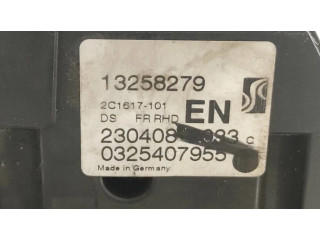 13258279
2C1617-101
DS FR RHD EN
0325407955
Made in Germany